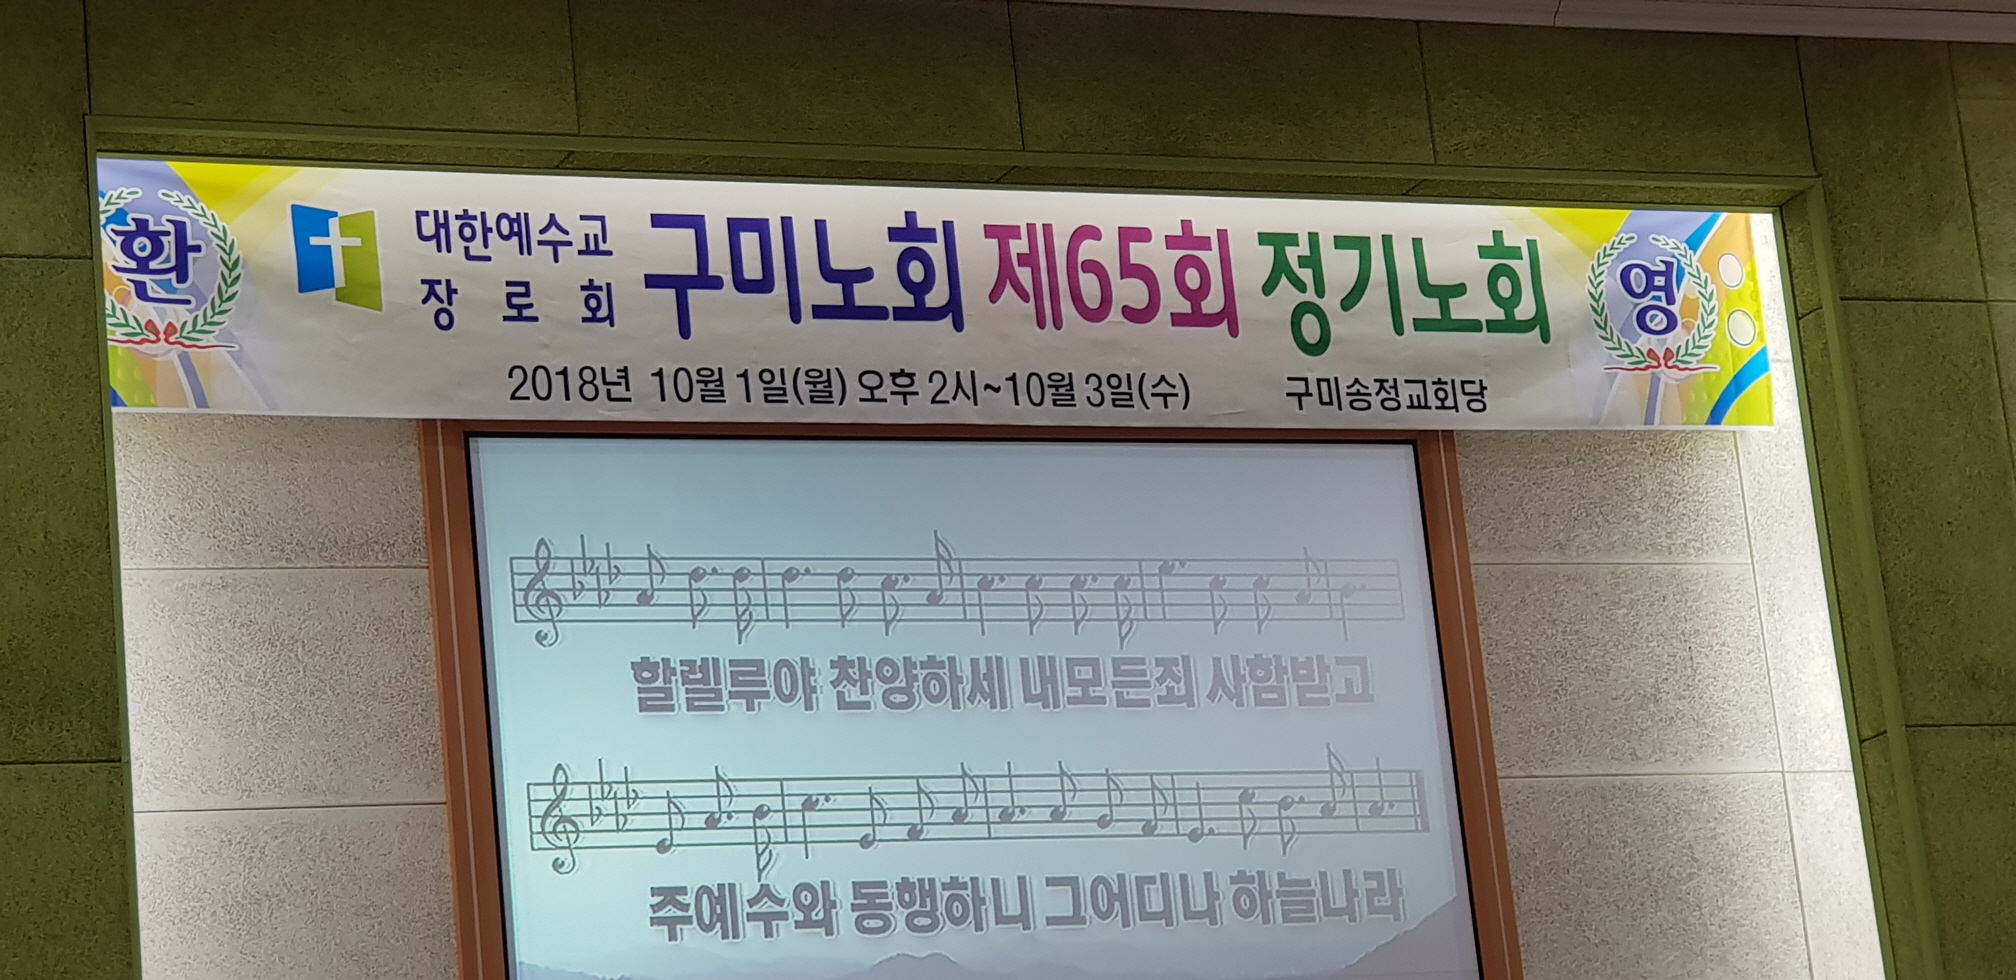 환
대한예수교
장로회
구미노회 제65회 정기노회
영
2018년 10월 1일(월) 오후 2시~10월 3일(수) 구미송정교회당
할렐루야 찬양하세 내모든죄 사함받고
주예수와 동행하니 그어디나 하늘나라